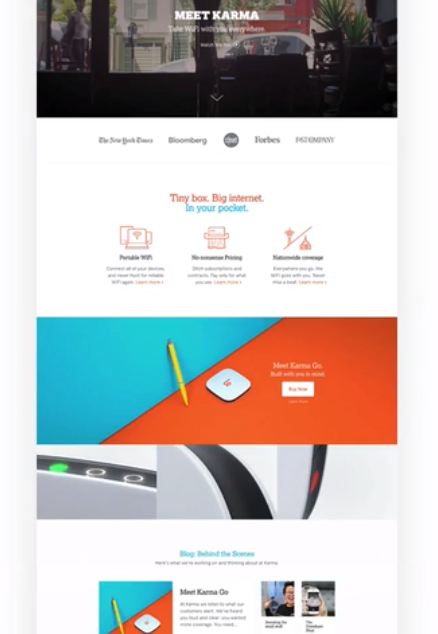 MEET KARMA
Take WiFi with you everywhere.
The New York Times
Bloomberg
cnet
Forbes
FAST COMPANY
Tiny box. Big internet.
In your pocket.
Portable WiFi
Connect all of your devices,
and never hunt for reliable
WiFi again. Learn more ›
No-nonsense Pricing
Ditch subscriptions and
contracts. Pay only for what
you use. Learn more ›
Nationwide coverage
Everywhere you go, the
WiFi goes with you. Never
miss a beat. Learn more ›
Go
Meet Karma Go.
Built with you in mind.
Buy Now
Learn More
Blog: Behind the Scenes
Here's what we're working on and thinking about at Karma
Meet Karma Go
At Karma we listen to what our
customers want. We've heard
you loud and clear: you wanted
more coverage. You need...